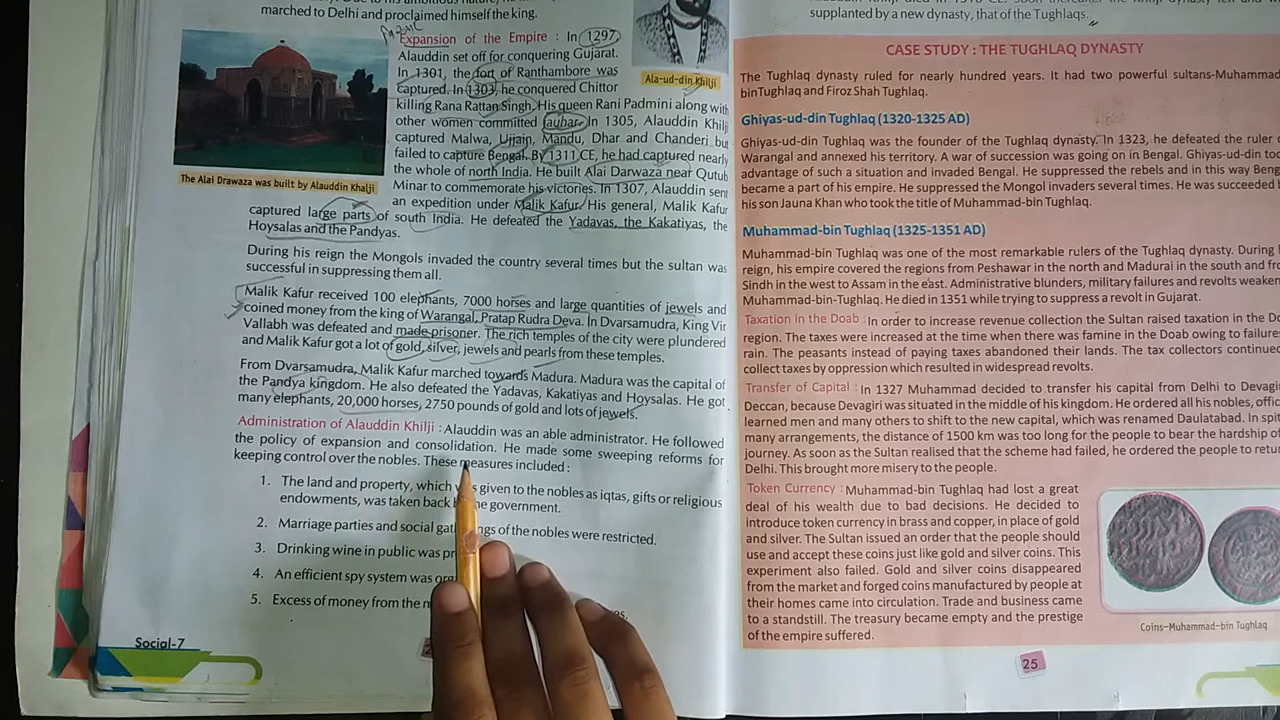 marched to Delhi and proclaimed himself the king.
Expansion of the Empire : In 1297,
Alauddin set off for conquering Gujarat.
In 1301, the fort of Ranthambore was
captured. In 1303, he conquered Chittor
killing Rana Rattan Singh. His queen Rani Padmini along with
other women committed jauhar. In 1305, Alauddin Khilji
captured Malwa, Ujjain, Mandu, Dhar and Chanderi but
failed to capture Bengal. By 1311 CE, he had captured nearly
the whole of north India. He built Alai Darwaza near Qutub
Minar to commemorate his victories. In 1307, Alauddin sent
an expedition under Malik Kafur. His general, Malik Kafur
captured large parts of south India. He defeated the Yadavas, the Kakatiyas, the
Hoysalas and the Pandyas.
Ala-ud-din Khilji
The Alai Drawaza was built by Alauddin Khalji
During his reign the Mongols invaded the country several times but the sultan was
successful in suppressing them all.
Malik Kafur received 100 elephants, 7000 horses and large quantities of jewels and
coined money from the king of Warangal, Pratap Rudra Deva. In Dvarsamudra, King Vir
Vallabh was defeated and made prisoner. The rich temples of the city were plundered
and Malik Kafur got a lot of gold, silver, jewels and pearls from these temples.
From Dvarsamudra, Malik Kafur marched towards Madura. Madura was the capital of
the Pandya kingdom. He also defeated the Yadavas, Kakatiyas and Hoysalas. He got
many elephants, 20,000 horses, 2750 pounds of gold and lots of jewels.
Administration of Alauddin Khilji : Alauddin was an able administrator. He followed
the policy of expansion and consolidation. He made some sweeping reforms for
keeping control over the nobles. These measures included :
1. The land and property, which was given to the nobles as iqtas, gifts or religious
endowments, was taken back by the government.
2. Marriage parties and social gatherings of the nobles were restricted.
3. Drinking wine in public was pr
4. An efficient spy system was org
5. Excess of money from the n
Social-7
supplanted by a new dynasty, that of the Tughlaqs.
CASE STUDY : THE TUGHLAQ DYNASTY
The Tughlaq dynasty ruled for nearly hundred years. It had two powerful sultans-Muhammad
binTughlaq and Firoz Shah Tughlaq.
Ghiyas-ud-din Tughlaq (1320-1325 AD)
Ghiyas-ud-din Tughlaq was the founder of the Tughlaq dynasty. In 1323, he defeated the ruler
Warangal and annexed his territory. A war of succession was going on in Bengal. Ghiyas-ud-din too
advantage of such a situation and invaded Bengal. He suppressed the rebels and in this way Beng
became a part of his empire. He suppressed the Mongol invaders several times. He was succeeded
his son Jauna Khan who took the title of Muhammad-bin Tughlaq.
Muhammad-bin Tughlaq (1325-1351 AD)
Muhammad-bin Tughlaq was one of the most remarkable rulers of the Tughlaq dynasty. During
reign, his empire covered the regions from Peshawar in the north and Madurai in the south and fro
Sindh in the west to Assam in the east. Administrative blunders, military failures and revolts weaken
Muhammad-bin-Tughlaq. He died in 1351 while trying to suppress a revolt in Gujarat.
Taxation in the Doab : In order to increase revenue collection the Sultan raised taxation in the Do
region. The taxes were increased at the time when there was famine in the Doab owing to failure
rain. The peasants instead of paying taxes abandoned their lands. The tax collectors continued
collect taxes by oppression which resulted in widespread revolts.
Transfer of Capital : In 1327 Muhammad decided to transfer his capital from Delhi to Devagi
Deccan, because Devagiri was situated in the middle of his kingdom. He ordered all his nobles, offic
learned men and many others to shift to the new capital, which was renamed Daulatabad. In spit
many arrangements, the distance of 1500 km was too long for the people to bear the hardship of
journey. As soon as the Sultan realised that the scheme had failed, he ordered the people to retu
Delhi. This brought more misery to the people.
Token Currency : Muhammad-bin Tughlaq had lost a great
deal of his wealth due to bad decisions. He decided to
introduce token currency in brass and copper, in place of gold
and silver. The Sultan issued an order that the people should
use and accept these coins just like gold and silver coins. This
experiment also failed. Gold and silver coins disappeared
from the market and forged coins manufactured by people at
their homes came into circulation. Trade and business came
to a standstill. The treasury became empty and the prestige
of the empire suffered.
Coins-Muhammad-bin Tughlaq
25